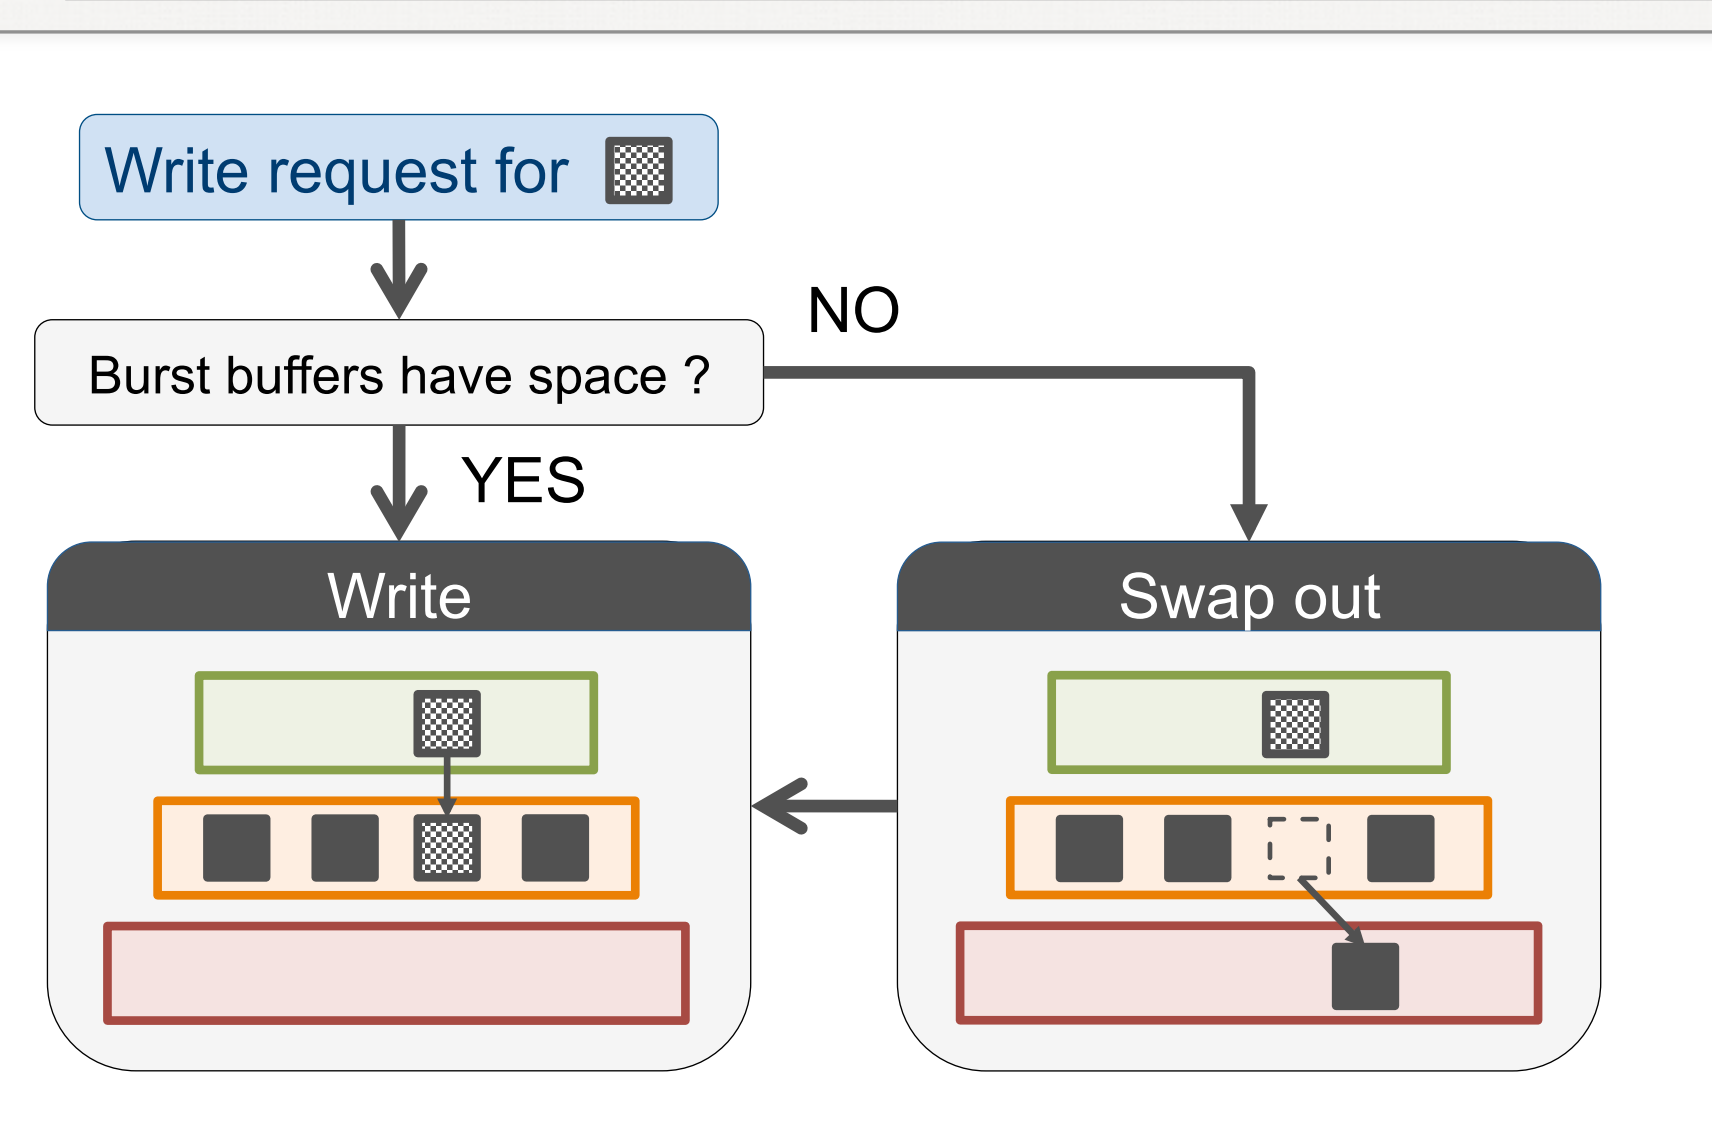 Write request for
Burst buffers have space ?
NO
YES
Write
Swap out